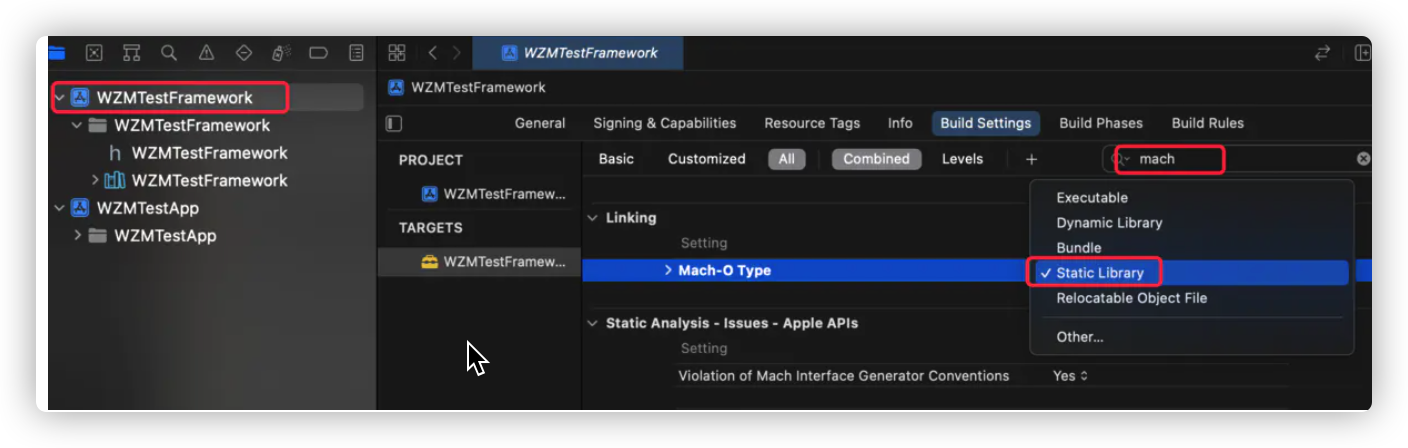 WZMTestFramework
WZMTestFramework
WZMTestFramework
WZMTestFramework
WZMTestApp
WZMTestApp
WZMTestFramework
WZMTestFramework
General Signing & Capabilities Resource Tags Info Build Settings Build Phases Build Rules
PROJECT
WZMTestFramew...
TARGETS
WZMTestFramew...
Basic Customized All Combined Levels + mach
Linking
Setting
Mach-O Type
Executable
Dynamic Library
Bundle
✓ Static Library
Relocatable Object File
Other...
Static Analysis - Issues - Apple APIs
Setting
Violation of Mach Interface Generator Conventions Yes